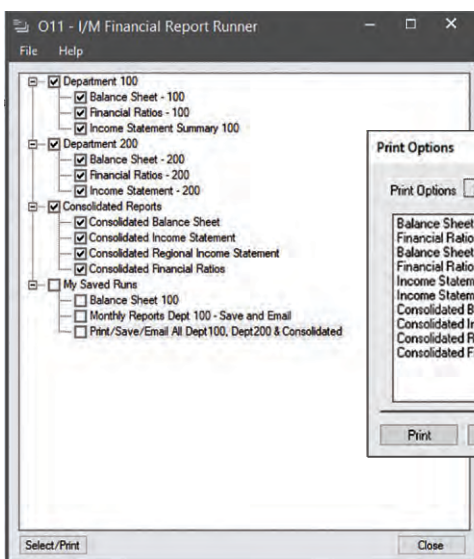 O11 - I/M Financial Report Runner
File Help
Department 100
Balance Sheet - 100
Financial Ratios - 100
Income Statement Summary 100
Department 200
Balance Sheet - 200
Financial Ratios - 200
Income Statement - 200
Consolidated Reports
Consolidated Balance Sheet
Consolidated Income Statement
Consolidated Regional Income Statement
Consolidated Financial Ratios
My Saved Runs
Balance Sheet 100
Monthly Reports Dept 100 - Save and Email
Print/Save/Email All Dept100, Dept200 & Consolidated
Print Options
Print Options
Balance Sheet
Financial Ratio
Balance Sheet
Financial Ratio
Income Statem
Income Statem
Consolidated B
Consolidated In
Consolidated R
Consolidated F
Print
Select/Print
Close